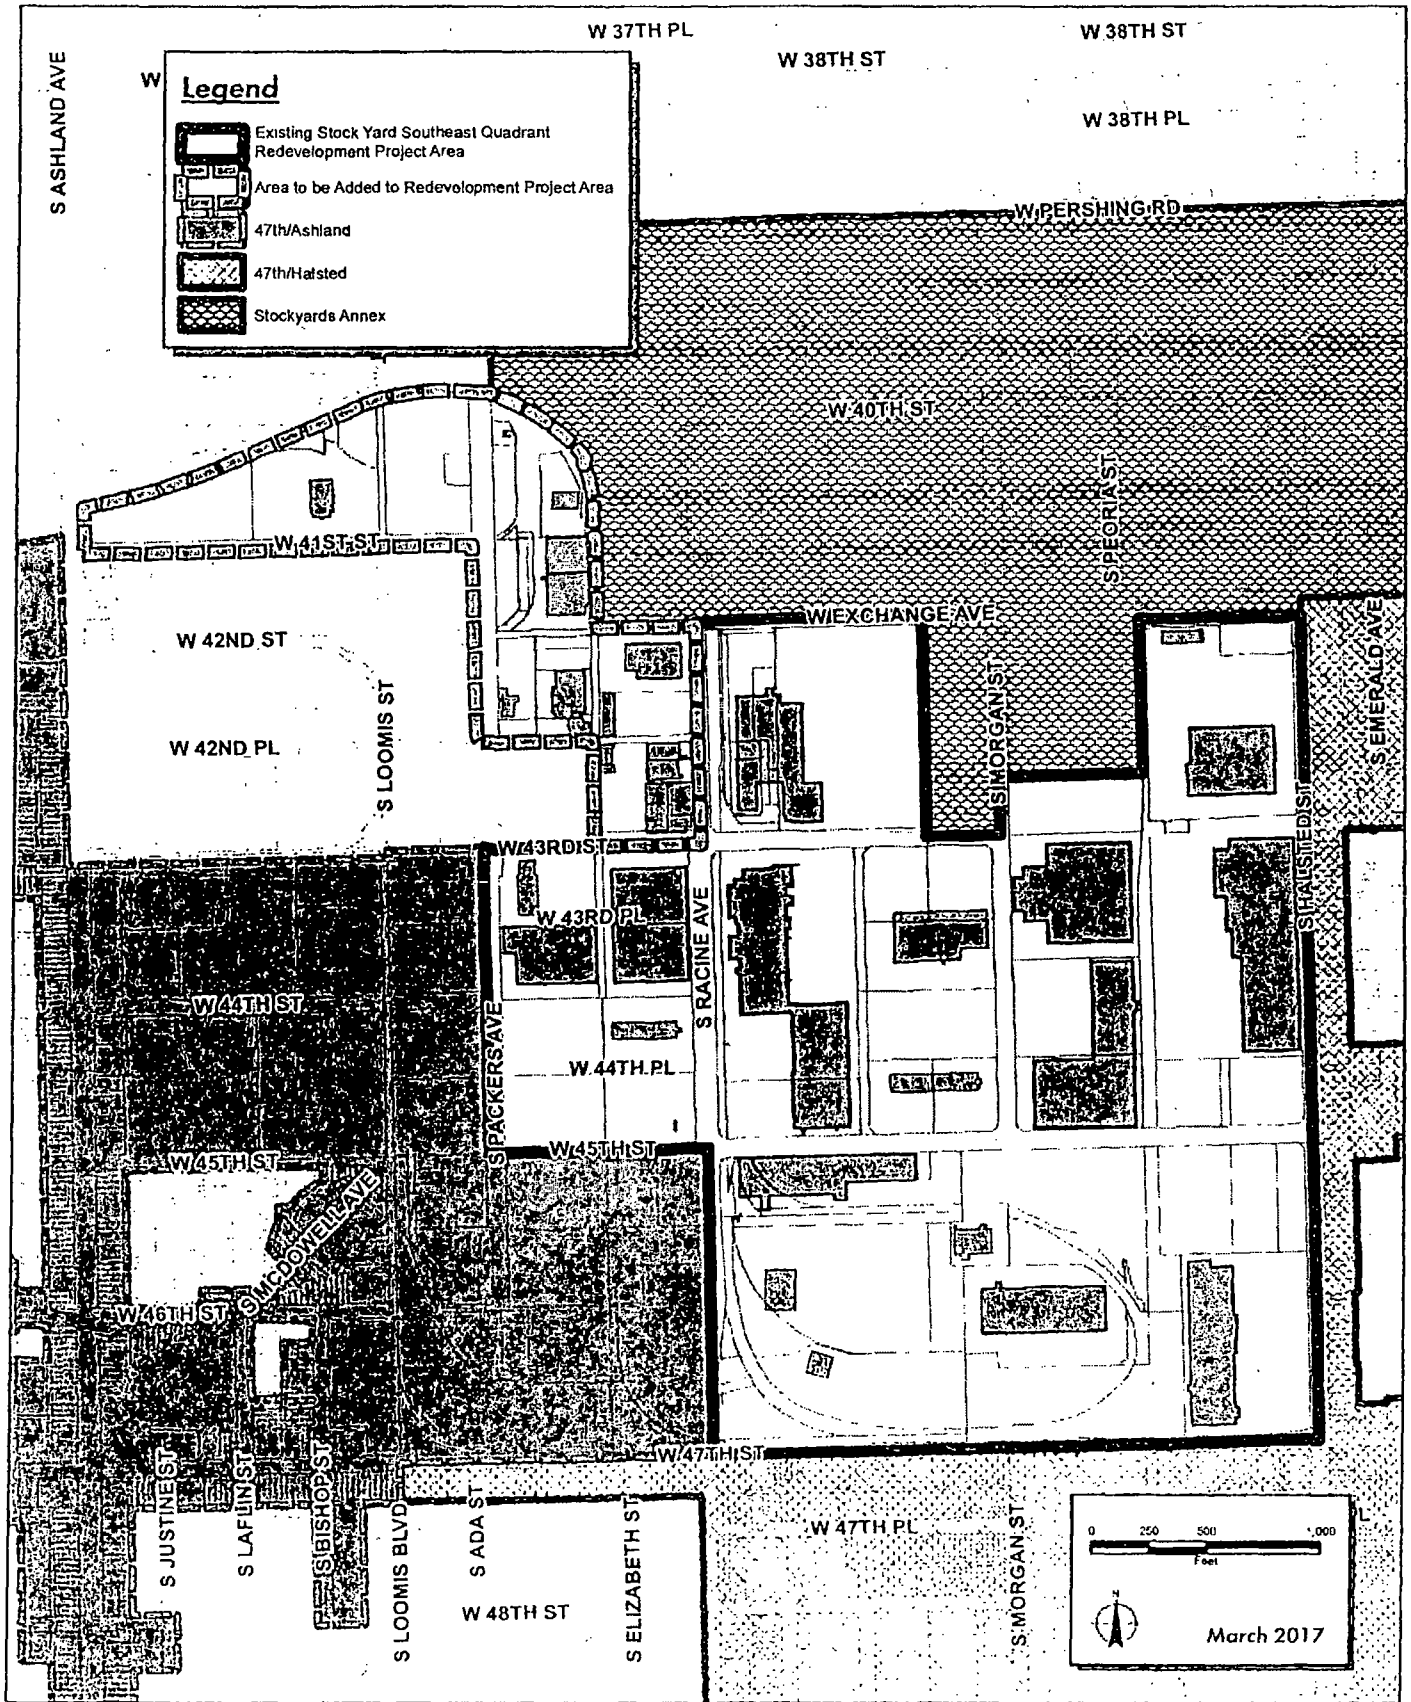 W 37TH PL
W 38TH ST
W 38TH ST
S ASHLAND AVE
W
Legend
W 38TH PL
Existing Stock Yard Southeast Quadrant
Redevelopment Project Area
Area to be Added to Redevelopment Project Area
47th/Ashland
47th/Halsted
Stockyards Annex
W PERSHING RD
W 40TH ST
S PEORIA ST
W 41ST ST
W EXCHANGE AVE
W 42ND ST
S LOOMIS ST
S MORGAN ST
S EMERALD AVE
W 42ND PL
S HALSTED ST
W 43RD ST
W 43RD PL
S RACINE AVE
W 44TH ST
S PACKERS AVE
W 44TH PL
W 45TH ST
W 45TH ST
S MCDOWELL AVE
W 46TH ST
W 47TH ST
S JUSTINE ST
S LAFLIN ST
S BISHOP ST
S LOOMIS BLVD
S ADA ST
S ELIZABETH ST
W 47TH PL
S MORGAN ST
L
0 250 500 1,000
Feet
W 48TH ST
N
March 2017